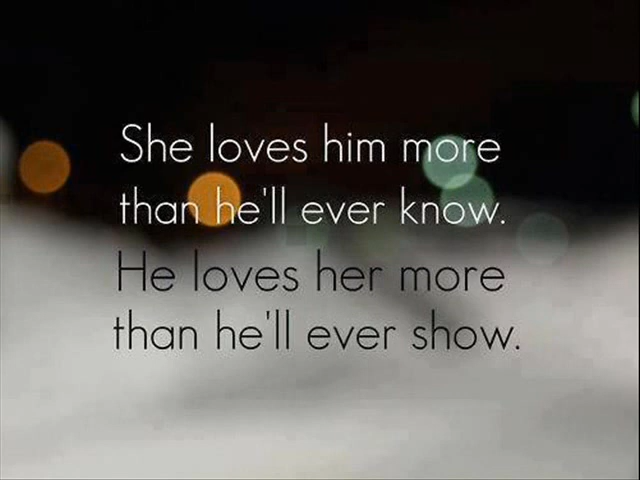 She loves him more
than he'll ever know.
He loves her more
than he'll ever show.